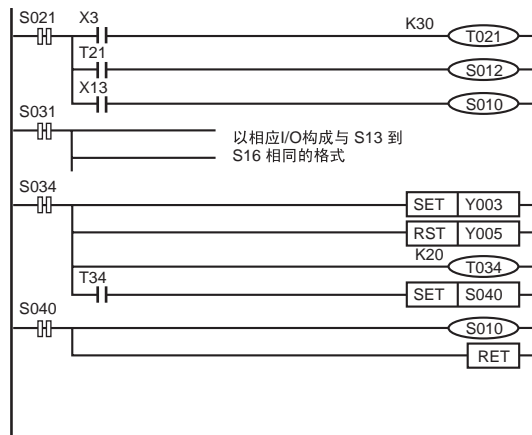 S021
X3
K30
T021
T21
S012
X13
S010
S031
以相应I/O构成与 S13 到
S16 相同的格式
S034
SET Y003
RST Y005
K20
T034
T34
SET S040
S040
S010
RET